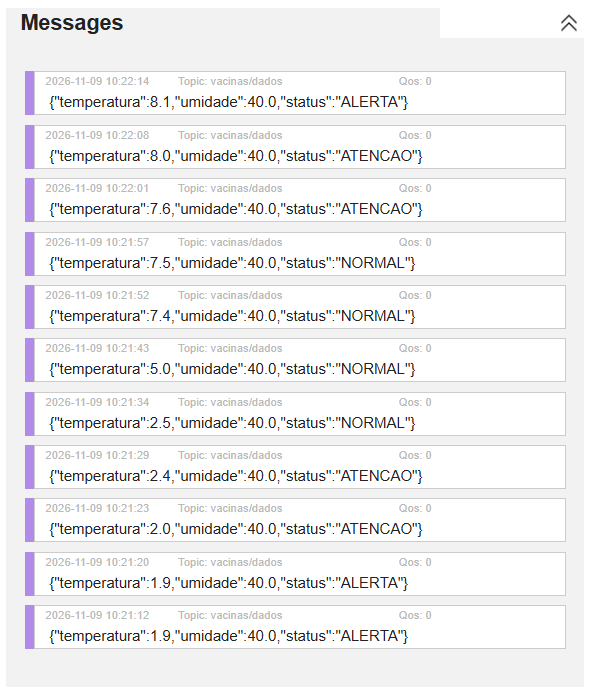 Messages
2026-11-09 10:22:14 Topic: vacinas/dados Qos: 0
{"temperatura":8.1,"umidade":40.0,"status":"ALERTA"}
2026-11-09 10:22:08 Topic: vacinas/dados Qos: 0
{"temperatura":8.0,"umidade":40.0,"status":"ATENCAO"}
2026-11-09 10:22:01 Topic: vacinas/dados Qos: 0
{"temperatura":7.6,"umidade":40.0,"status":"ATENCAO"}
2026-11-09 10:21:57 Topic: vacinas/dados Qos: 0
{"temperatura":7.5,"umidade":40.0,"status":"NORMAL"}
2026-11-09 10:21:52 Topic: vacinas/dados Qos: 0
{"temperatura":7.4,"umidade":40.0,"status":"NORMAL"}
2026-11-09 10:21:43 Topic: vacinas/dados Qos: 0
{"temperatura":5.0,"umidade":40.0,"status":"NORMAL"}
2026-11-09 10:21:34 Topic: vacinas/dados Qos: 0
{"temperatura":2.5,"umidade":40.0,"status":"NORMAL"}
2026-11-09 10:21:29 Topic: vacinas/dados Qos: 0
{"temperatura":2.4,"umidade":40.0,"status":"ATENCAO"}
2026-11-09 10:21:23 Topic: vacinas/dados Qos: 0
{"temperatura":2.0,"umidade":40.0,"status":"ATENCAO"}
2026-11-09 10:21:20 Topic: vacinas/dados Qos: 0
{"temperatura":1.9,"umidade":40.0,"status":"ALERTA"}
2026-11-09 10:21:12 Topic: vacinas/dados Qos: 0
{"temperatura":1.9,"umidade":40.0,"status":"ALERTA"}